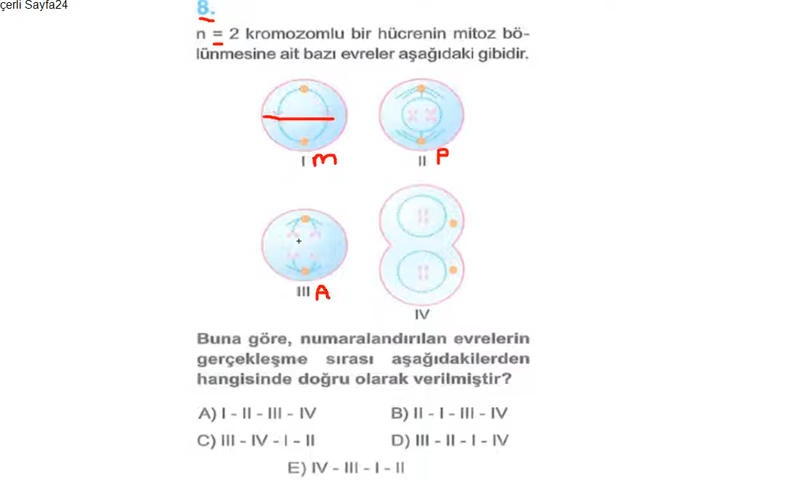 çerli Sayfa24
8.
n = 2 kromozomlu bir hücrenin mitoz bö-
lünmesine ait bazı evreler aşağıdaki gibidir.
I M
II P
III A
IV
Buna göre, numaralandırılan evrelerin
gerçekleşme sırası aşağıdakilerden
hangisinde doğru olarak verilmiştir?
A) I - II - III - IV
B) II - I - III - IV
C) III - IV - I - II
D) III - II - I - IV
E) IV - III - I - II